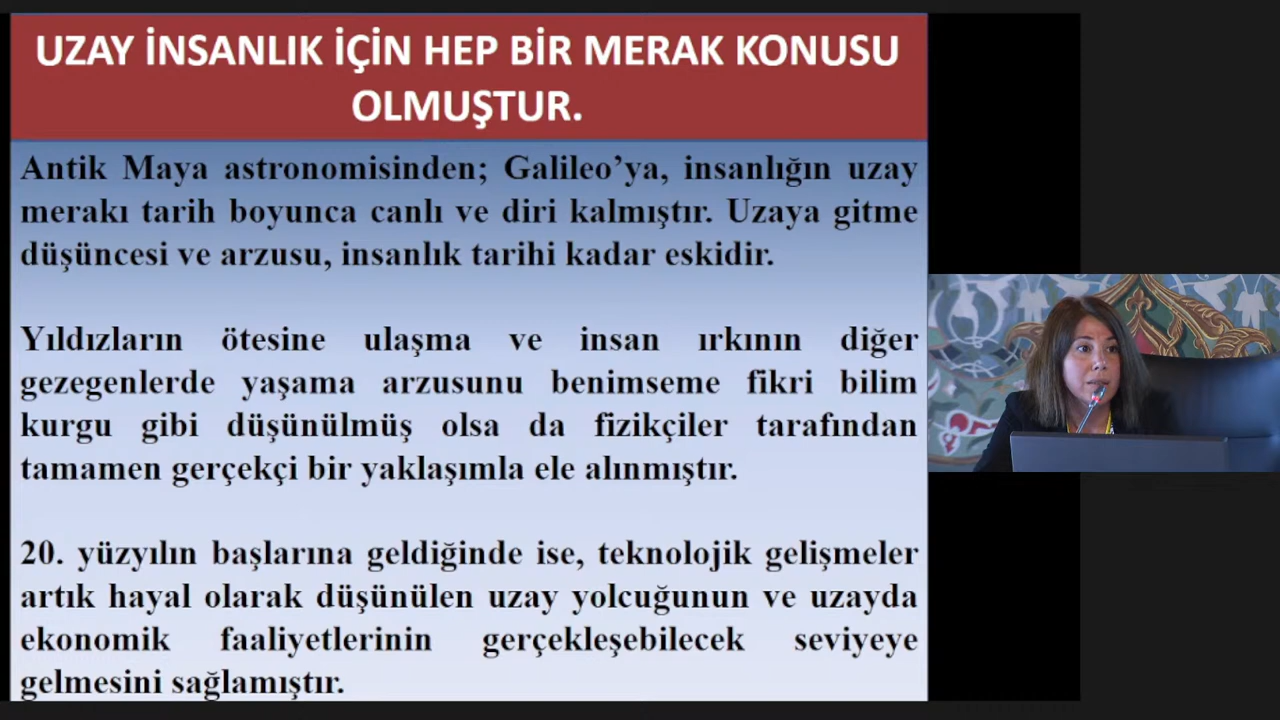 UZAY İNSANLIK İÇİN HEP BİR MERAK KONUSU
OLMUŞTUR.
Antik Maya astronomisinden; Galileo’ya, insanlığın uzay
merakı tarih boyunca canlı ve diri kalmıştır. Uzaya gitme
düşüncesi ve arzusu, insanlık tarihi kadar eskidir.
Yıldızların ötesine ulaşma ve insan ırkının diğer
gezegenlerde yaşama arzusunu benimseme fikri bilim
kurgu gibi düşünülmüş olsa da fizikçiler tarafından
tamamen gerçekçi bir yaklaşımla ele alınmıştır.
20. yüzyılın başlarına geldiğinde ise, teknolojik gelişmeler
artık hayal olarak düşünülen uzay yolcuğunun ve uzayda
ekonomik faaliyetlerinin gerçekleşebilecek seviyeye
gelmesini sağlamıştır.